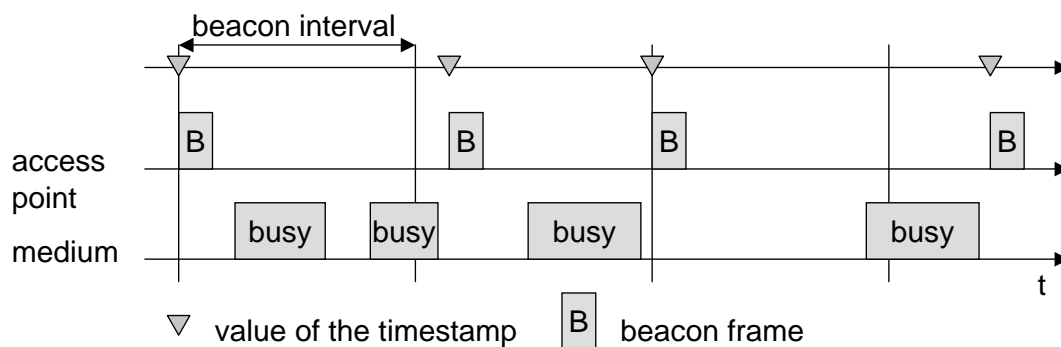 beacon interval
B B B B
access
point
busy busy busy busy
medium
t
value of the timestamp B beacon frame